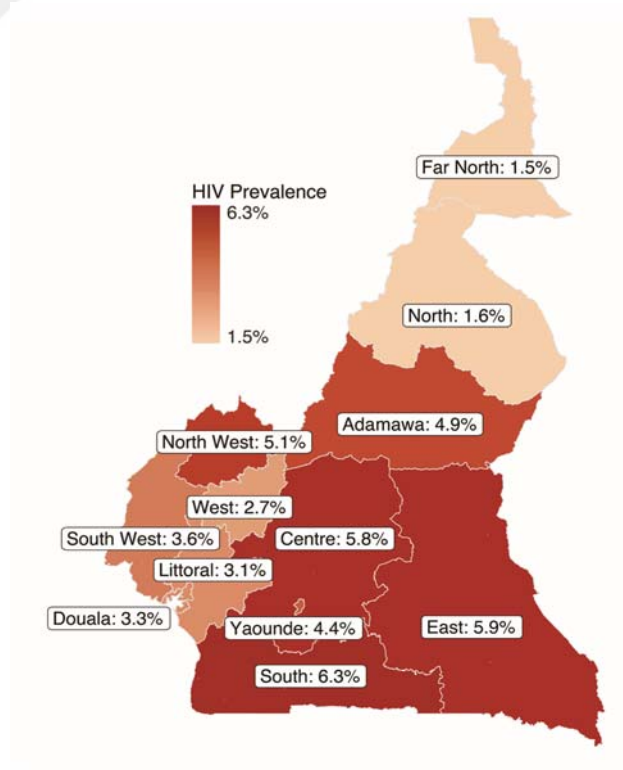 Far North: 1.5%
HIV Prevalence
6.3%
1.5%
North: 1.6%
Adamawa: 4.9%
North West: 5.1%
West: 2.7%
South West: 3.6%
Centre: 5.8%
Littoral: 3.1%
Douala: 3.3%
Yaounde: 4.4%
East: 5.9%
South: 6.3%